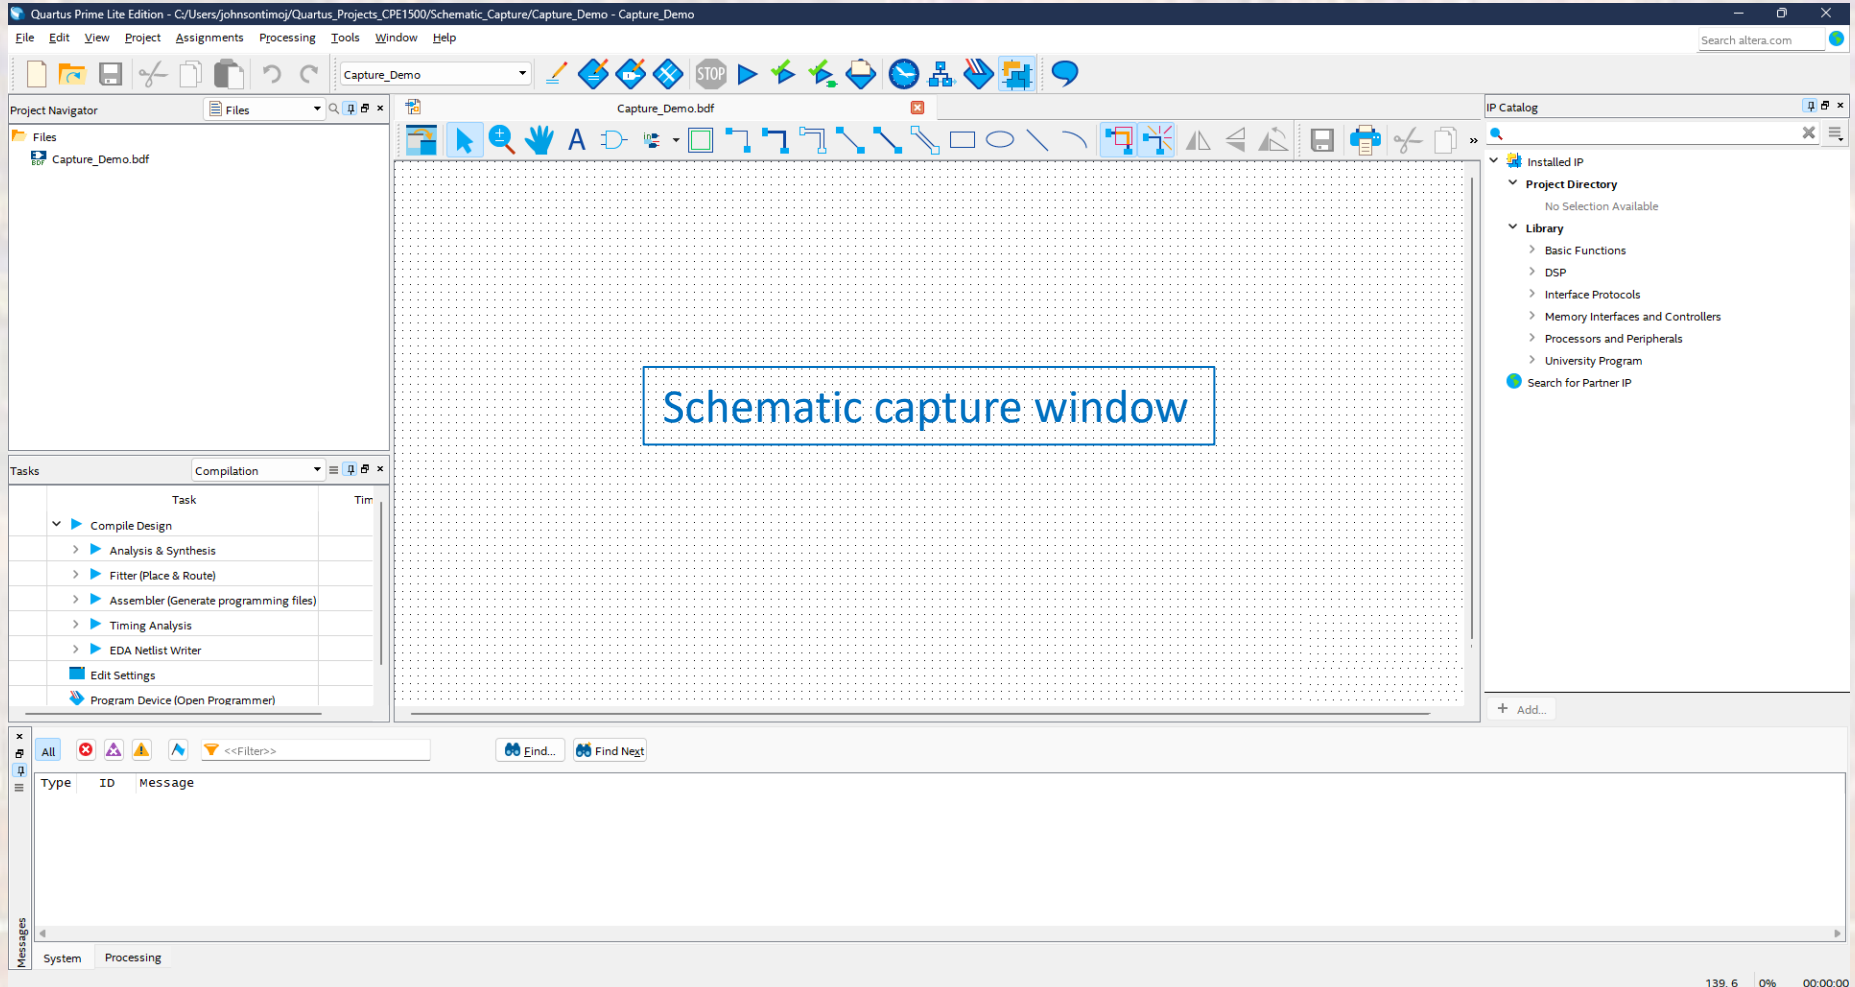 Quartus Prime Lite Edition - C:/Users/johnsontimoj/Quartus_Projects_CPE1500/Schematic_Capture/Capture_Demo - Capture_Demo
File Edit View Project Assignments Processing Tools Window Help
Search altera.com
Capture_Demo
STOP
Project Navigator
Files
Capture_Demo.bdf
IP Catalog
Files
Capture_Demo.bdf
Installed IP
Project Directory
No Selection Available
Library
Basic Functions
DSP
Interface Protocols
Memory Interfaces and Controllers
Processors and Peripherals
University Program
Search for Partner IP
Schematic capture window
Tasks
Compilation
Task
Tim
Compile Design
Analysis & Synthesis
Fitter (Place & Route)
Assembler (Generate programming files)
Timing Analysis
EDA Netlist Writer
Edit Settings
Program Device (Open Programmer)
+ Add...
All
<<Filter>>
Find...
Find Next
Type ID Message
Messages
System
Processing
139, 6 0% 00:00:00